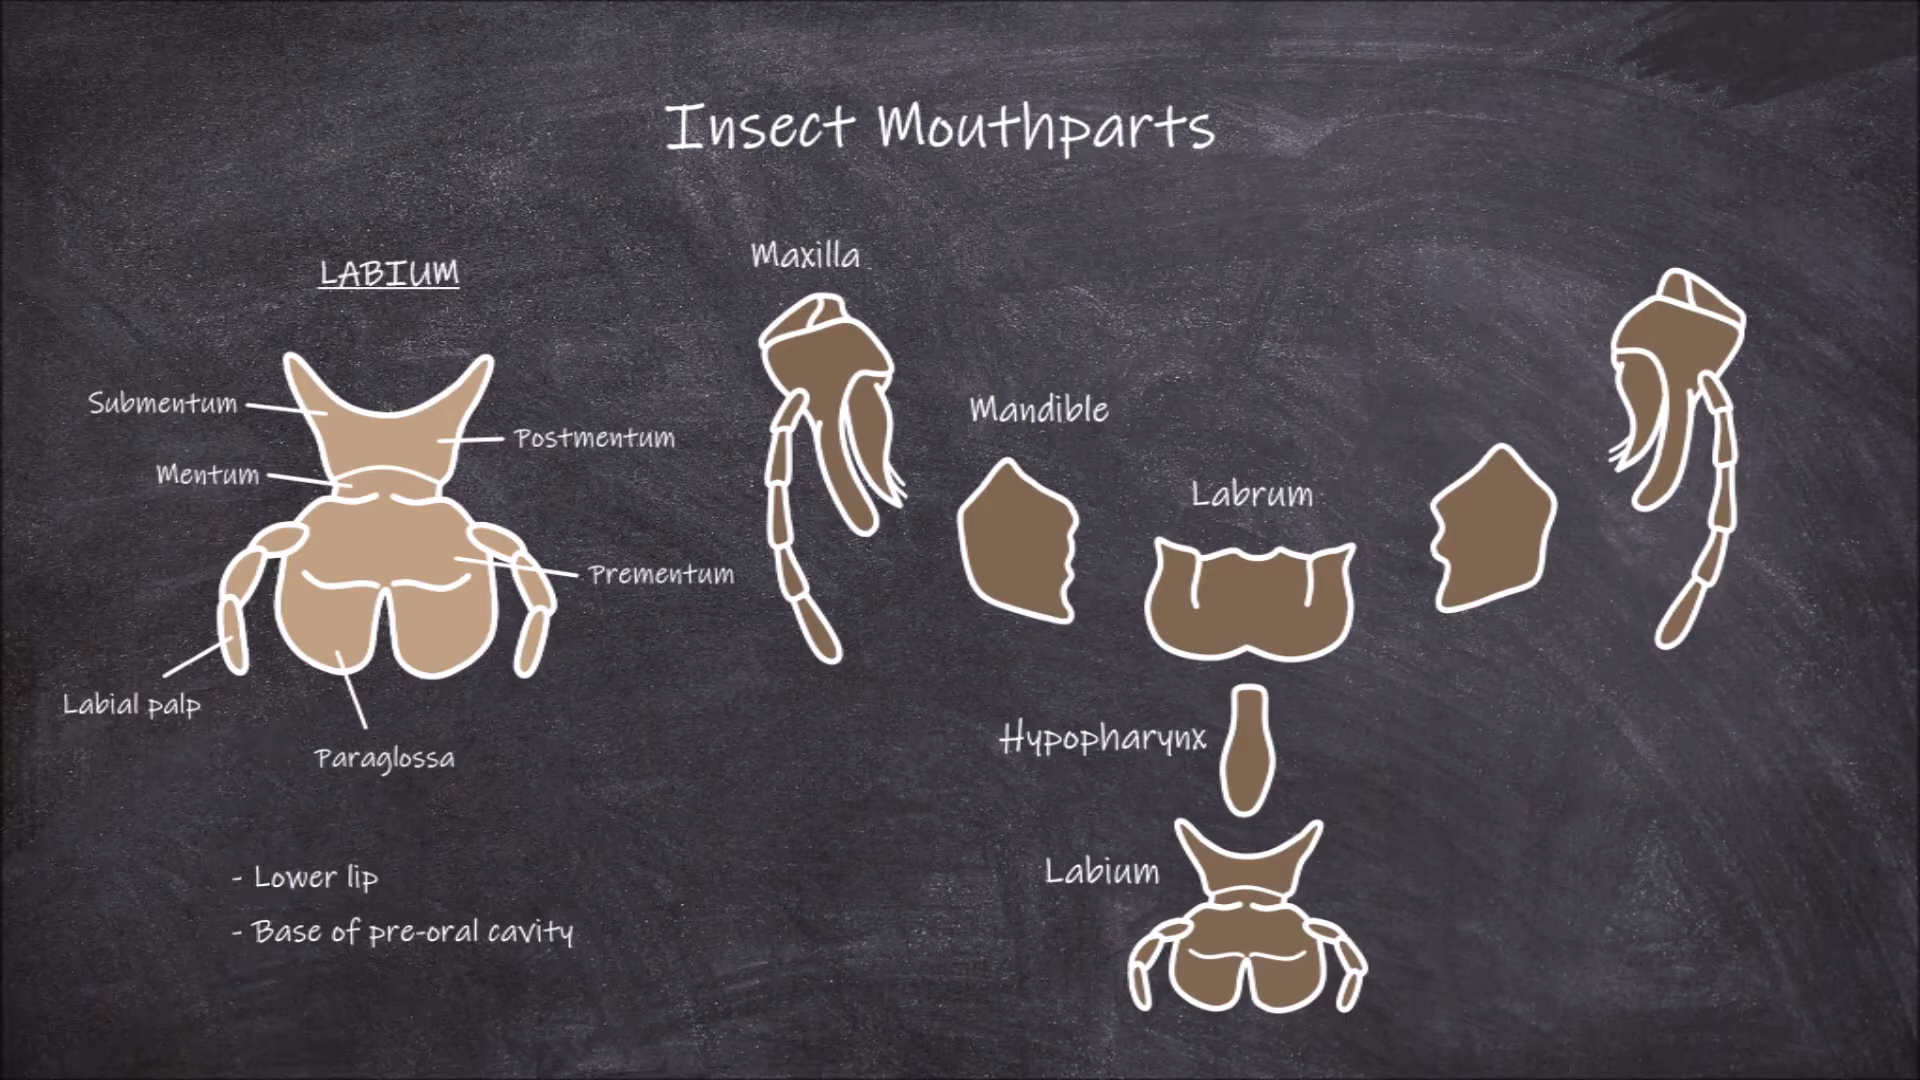 Insect Mouthparts
LABIUM
Submentum
Postmentum
Mentum
Prementum
Labial palp
Paraglossa
- Lower lip
- Base of pre-oral cavity
Maxilla
Mandible
Labrum
Hypopharynx
Labium